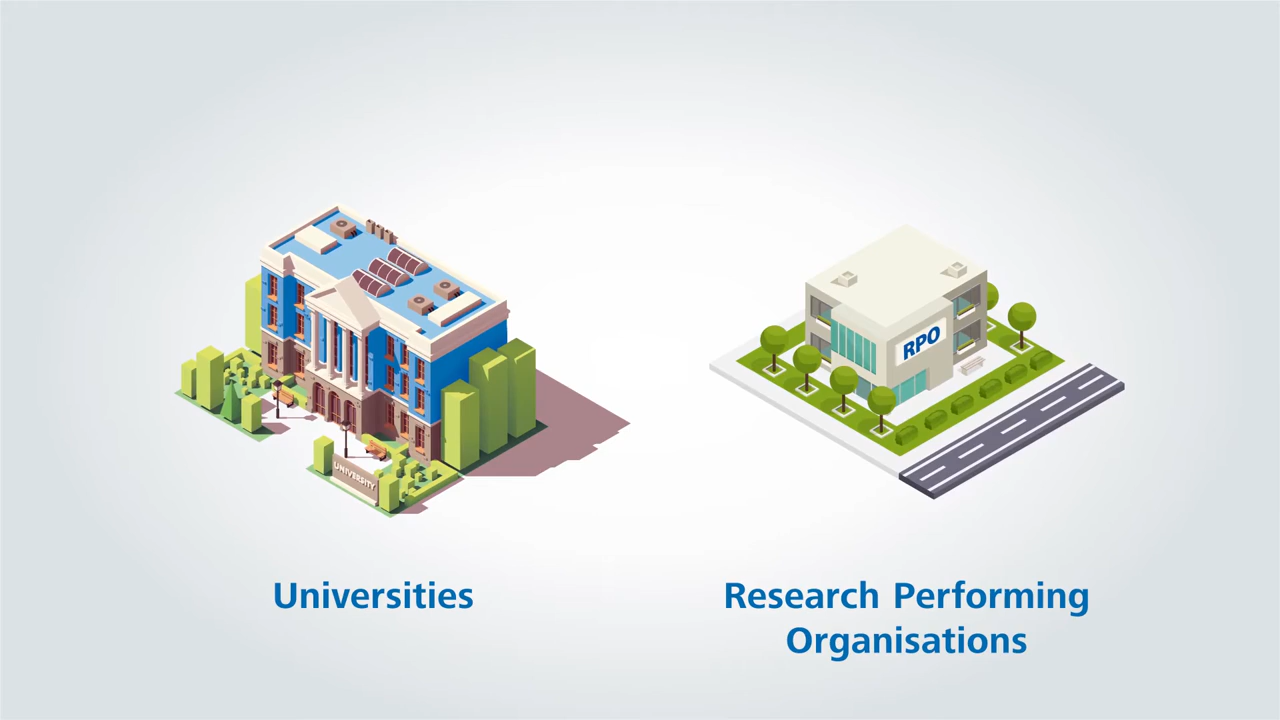 UNIVERSITY
RPO
Universities
Research Performing
Organisations